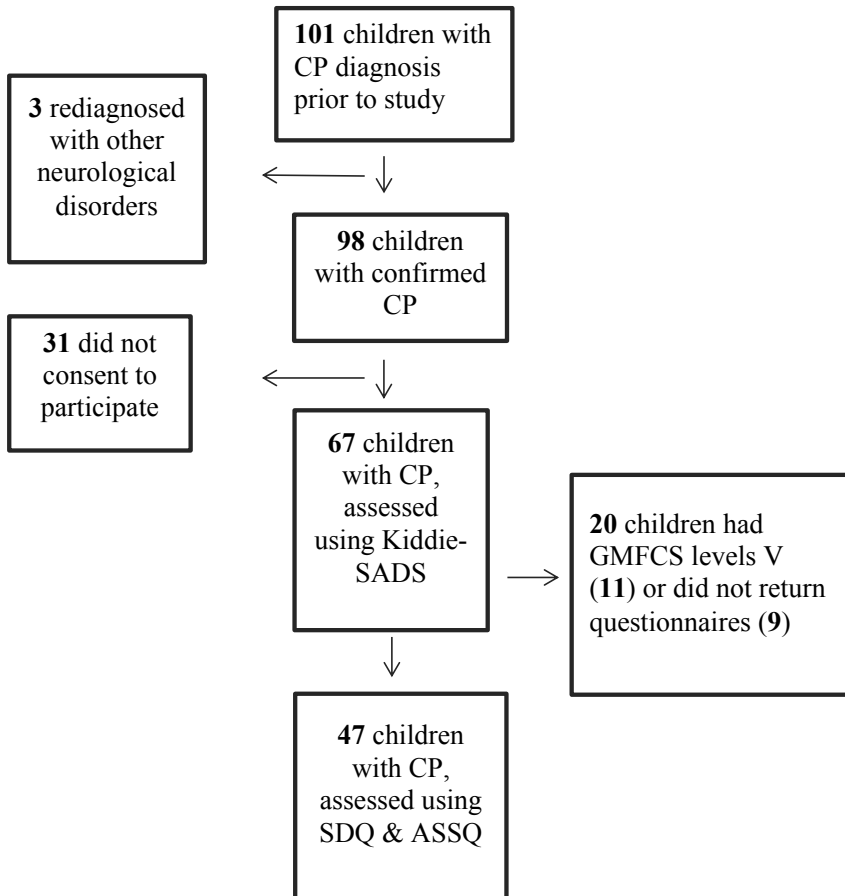 101 children with
CP diagnosis
prior to study
3 rediagnosed
with other
neurological
disorders
98 children
with confirmed
CP
31 did not
consent to
participate
67 children
with CP,
assessed
using Kiddie-
SADS
20 children had
GMFCS levels V
(11) or did not return
questionnaires (9)
47 children
with CP,
assessed using
SDQ & ASSQ